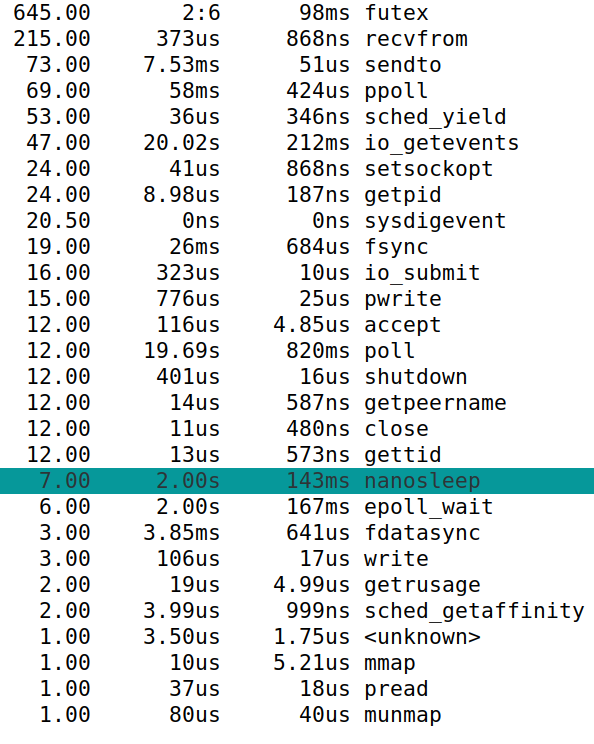 645.00 2:6 98ms futex
215.00 373us 868ns recvfrom
73.00 7.53ms 51us sendto
69.00 58ms 424us ppoll
53.00 36us 346ns sched_yield
47.00 20.02s 212ms io_getevents
24.00 41us 868ns setsockopt
24.00 8.98us 187ns getpid
20.50 0ns 0ns sysdigevent
19.00 26ms 684us fsync
16.00 323us 10us io_submit
15.00 776us 25us pwrite
12.00 116us 4.85us accept
12.00 19.69s 820ms poll
12.00 401us 16us shutdown
12.00 14us 587ns getpeername
12.00 11us 480ns close
12.00 13us 573ns gettid
7.00 2.00s 143ms nanosleep
6.00 2.00s 167ms epoll_wait
3.00 3.85ms 641us fdatasync
3.00 106us 17us write
2.00 19us 4.99us getrusage
2.00 3.99us 999ns sched_getaffinity
1.00 3.50us 1.75us <unknown>
1.00 10us 5.21us mmap
1.00 37us 18us pread
1.00 80us 40us munmap